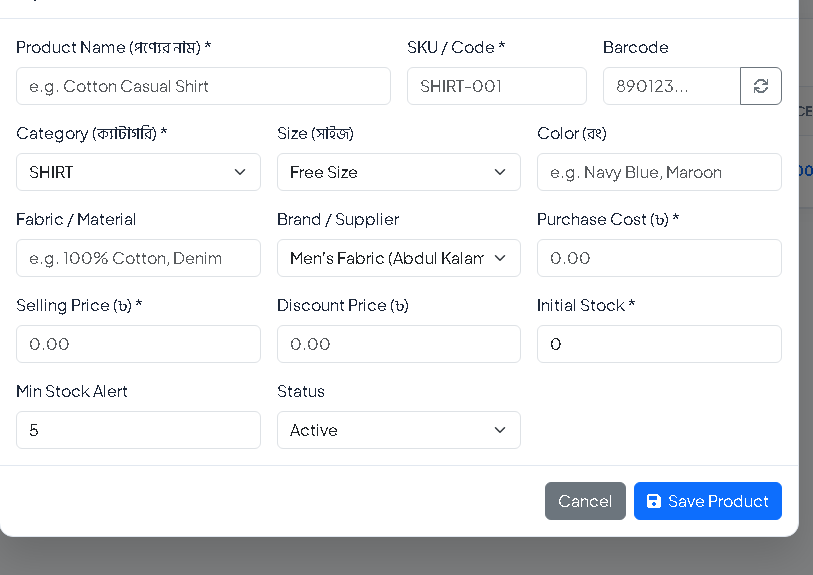 Product Name (পণ্যের নাম) *
SKU / Code *
Barcode
e.g. Cotton Casual Shirt
SHIRT-001
890123...
Category (ক্যাটাগরি) *
Size (সাইজ)
Color (রং)
SHIRT
Free Size
e.g. Navy Blue, Maroon
Fabric / Material
Brand / Supplier
Purchase Cost (৳) *
e.g. 100% Cotton, Denim
Men's Fabric (Abdul Kalam
0.00
Selling Price (৳) *
Discount Price (৳)
Initial Stock *
0.00
0.00
0
Min Stock Alert
Status
5
Active
Cancel
Save Product